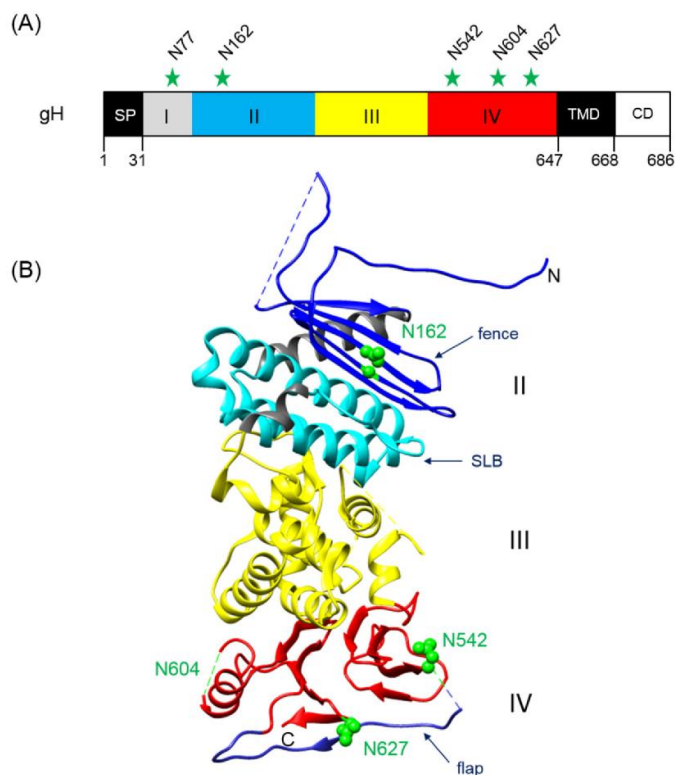 (A)
N77 N162 N542 N604 N627
gH SP I II III IV TMD CD
1 31 647 668 686
(B)
N
N162
fence
II
SLB
III
N542
N604
IV
C
N627
flap